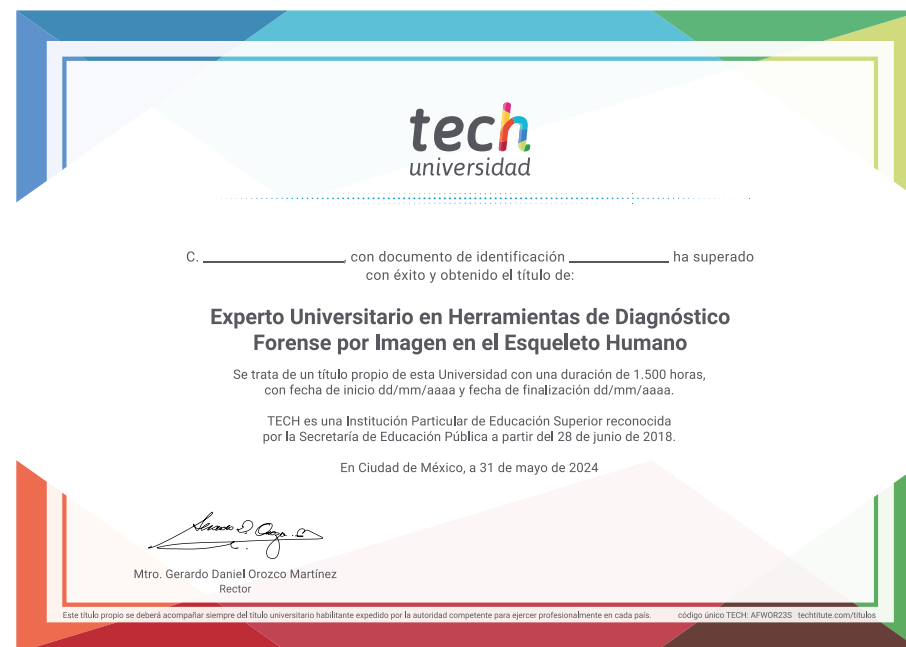 tech
universidad
C. ____________________, con documento de identificación ______________ ha superado
con éxito y obtenido el título de:
Experto Universitario en Herramientas de Diagnóstico
Forense por Imagen en el Esqueleto Humano
Se trata de un título propio de esta Universidad con una duración de 1.500 horas,
con fecha de inicio dd/mm/aaaa y fecha de finalización dd/mm/aaaa.
TECH es una Institución Particular de Educación Superior reconocida
por la Secretaría de Educación Pública a partir del 28 de junio de 2018.
En Ciudad de México, a 31 de mayo de 2024
Mtro. Gerardo Daniel Orozco Martínez
Rector
Este título propio se deberá acompañar siempre del título universitario habilitante expedido por la autoridad competente para ejercer profesionalmente en cada país. código único TECH: AFWOR23S techtitute.com/titulos